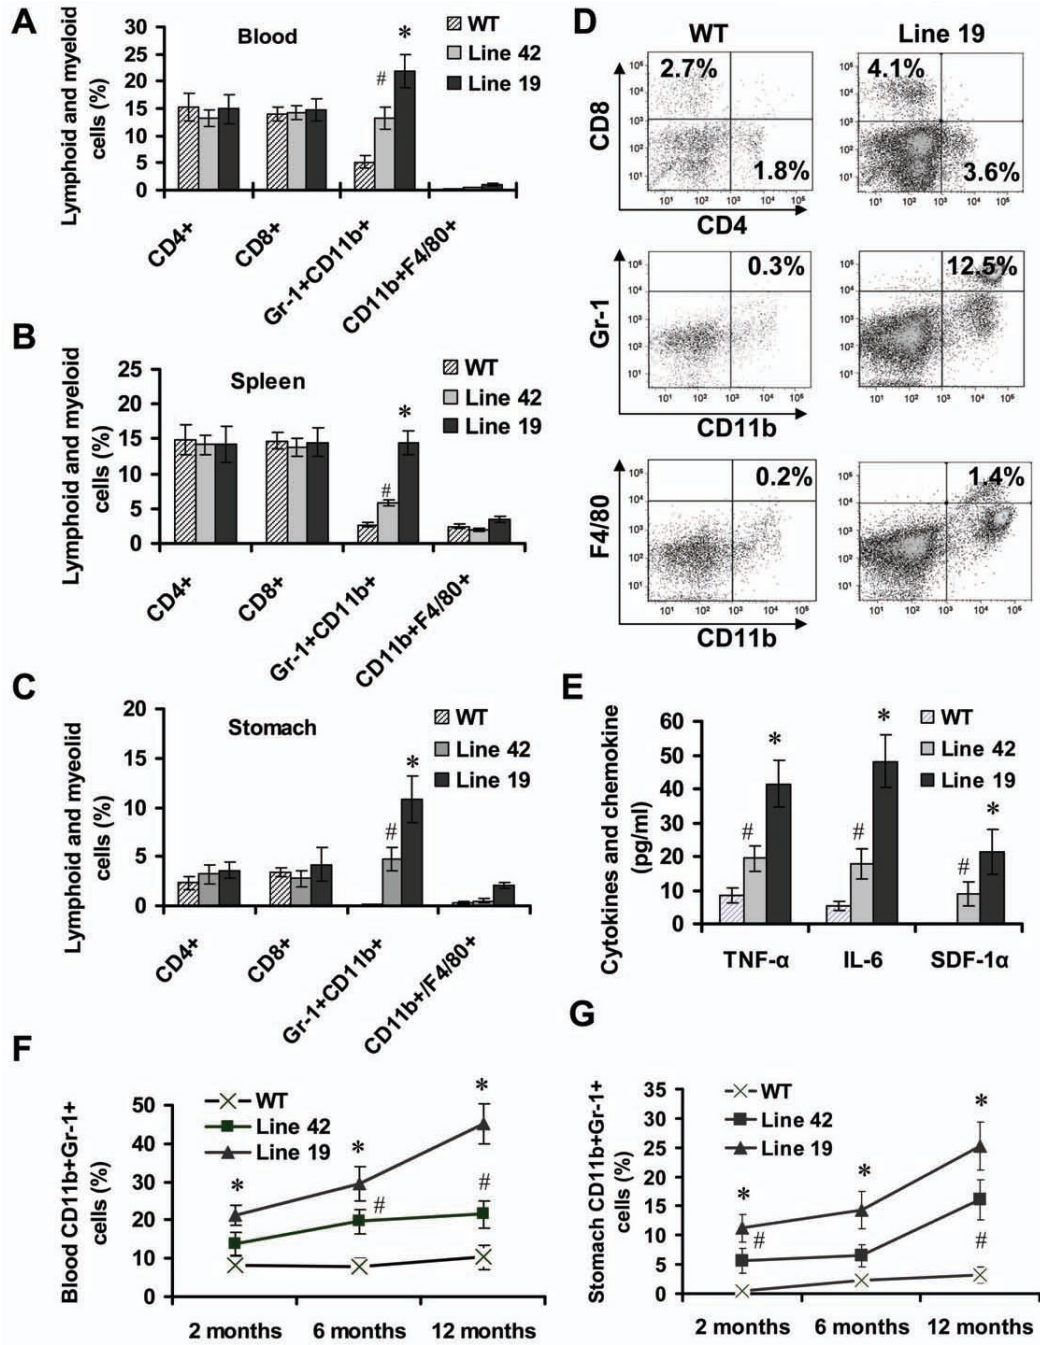 A
Blood
Lymphoid and myeloid
cells (%)
30
25
20
15
10
5
0
WT
Line 42
Line 19
#
*
CD4+
CD8+
Gr-1+CD11b+
CD11b+F4/80+
B
Spleen
Lymphoid and myeloid
cells (%)
25
20
15
10
5
0
WT
Line 42
Line 19
#
*
CD4+
CD8+
Gr-1+CD11b+
CD11b+F4/80+
C
Stomach
Lymphoid and myeolid
cells (%)
20
15
10
5
0
WT
Line 42
Line 19
#
*
CD4+
CD8+
Gr-1+CD11b+
CD11b+/F4/80+
D
WT
Line 19
CD8
2.7%
1.8%
4.1%
3.6%
CD4
Gr-1
0.3%
12.5%
CD11b
F4/80
0.2%
1.4%
CD11b
E
Cytokines and chemokine
(pg/ml)
60
50
40
30
20
10
0
WT
Line 42
Line 19
# *
# *
# *
TNF-α IL-6 SDF-1α
F
Blood CD11b+Gr-1+
cells (%)
50
40
30
20
10
0
WT
Line 42
Line 19
*
* #
* #
2 months 6 months 12 months
G
Stomach CD11b+Gr-1+
cells (%)
35
30
25
20
15
10
5
0
WT
Line 42
Line 19
* #
*
* #
2 months 6 months 12 months